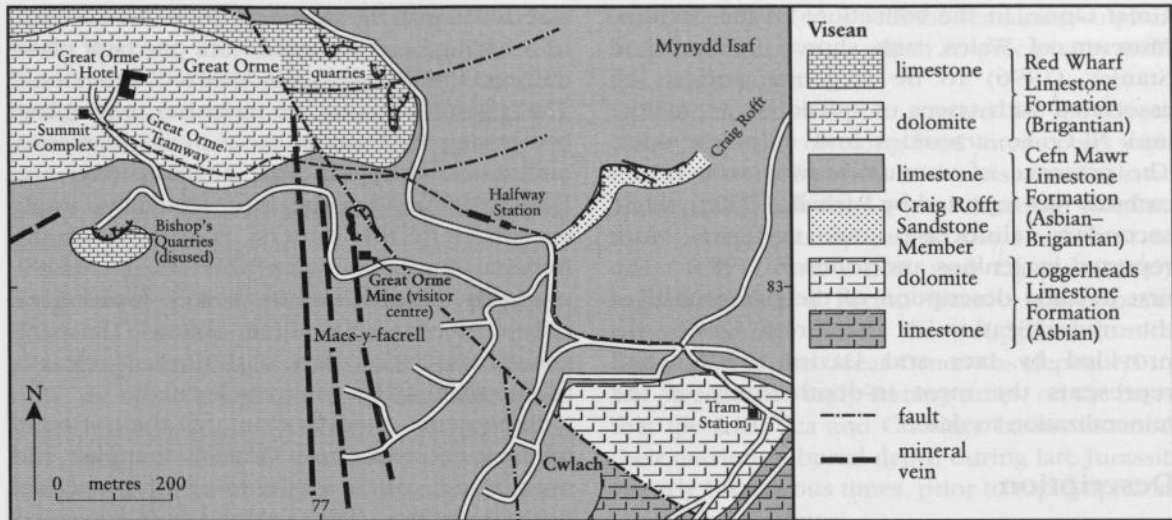 Great Orme
Hotel
Great Orme
quarries
Mynydd Isaf
Summit
Complex
Great Orme
Tramway
Craig Rofft
Halfway
Station
Bishop's
Quarries
(disused)
Great Orme
Mine (visitor
centre)
Maes-y-facrell
83
N
Tram
Station
Cwlach
0 metres 200
77
Visean
limestone
dolomite
Red Wharf
Limestone
Formation
(Brigantian)
limestone
Craig Rofft
Sandstone
Member
Cefn Mawr
Limestone
Formation
(Asbian–
Brigantian)
dolomite
limestone
Loggerheads
Limestone
Formation
(Asbian)
fault
mineral
vein